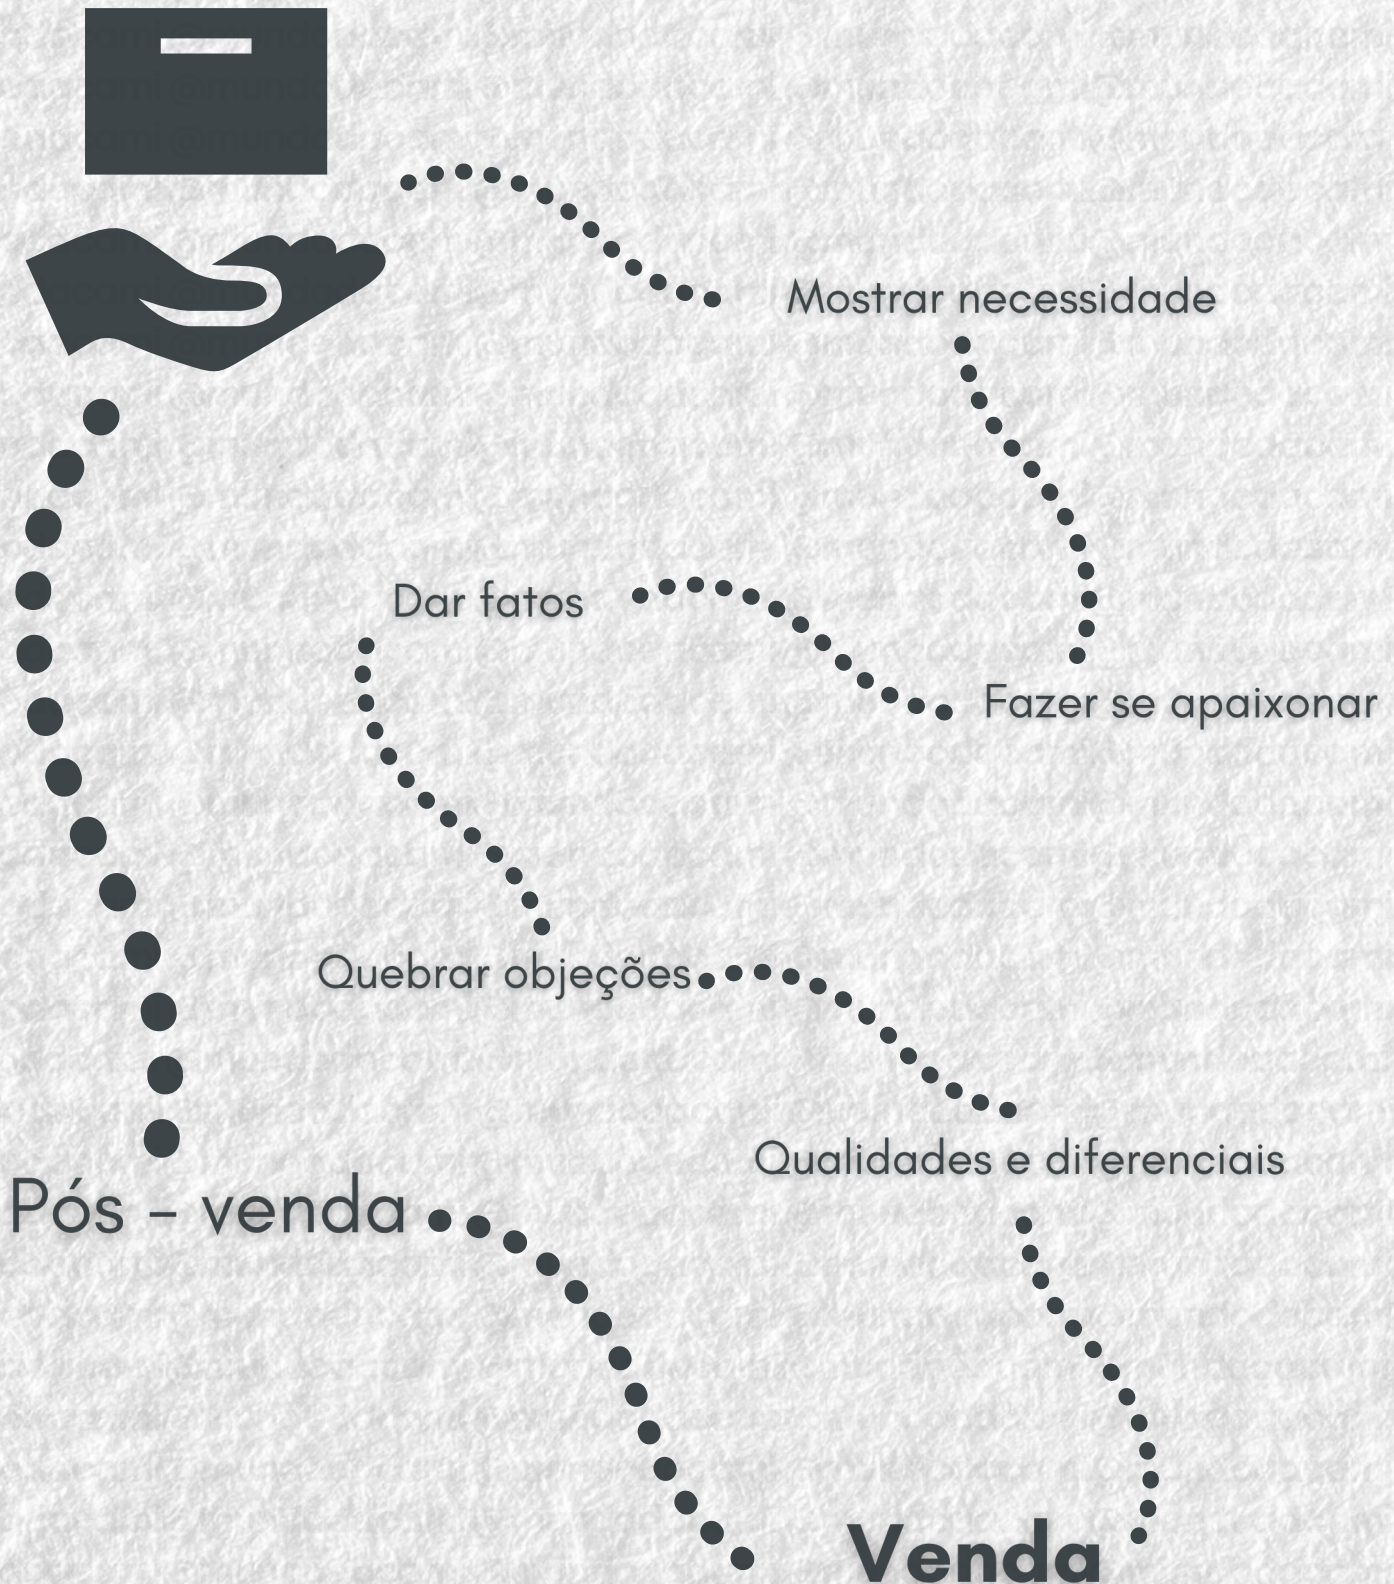 Mostrar necessidade
Dar fatos
Fazer se apaixonar
Quebrar objeções
Qualidades e diferenciais
Pós - venda
Venda